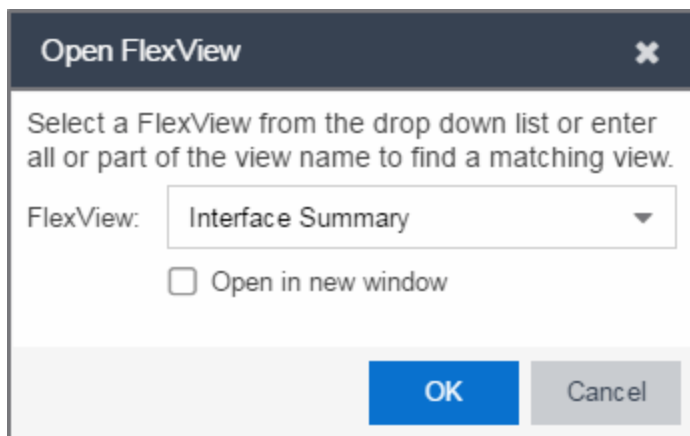 Open FlexView
Select a FlexView from the drop down list or enter
all or part of the view name to find a matching view.
FlexView: Interface Summary
Open in new window
OK Cancel